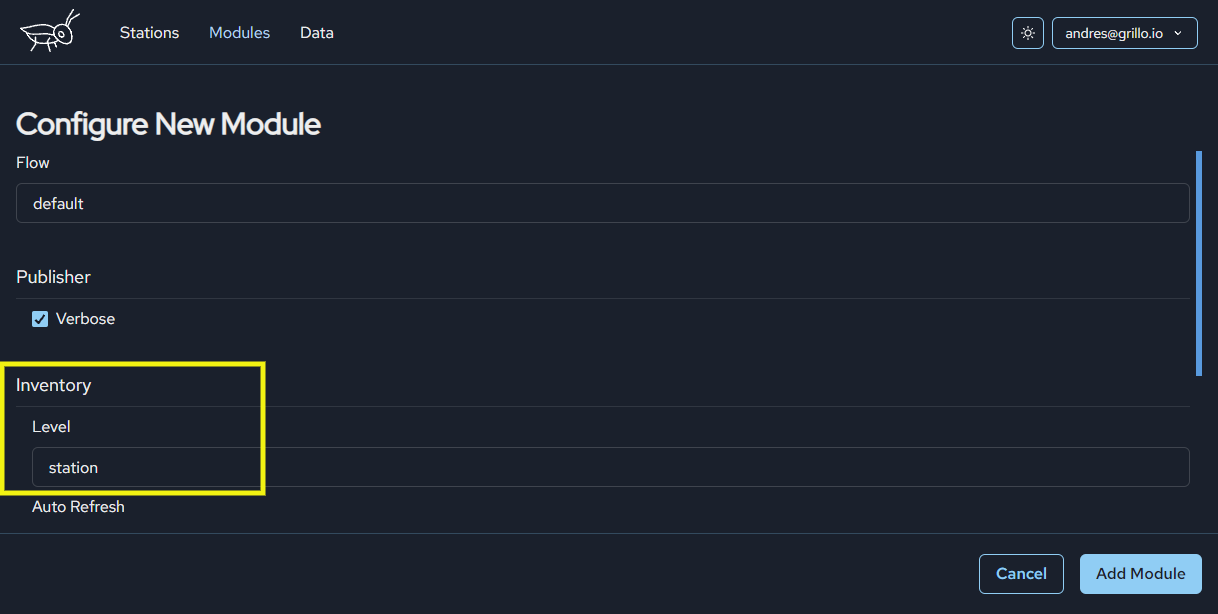 Stations Modules Data andres@grillo.io
Configure New Module
Flow
default
Publisher
Verbose
Inventory
Level
station
Auto Refresh
Cancel Add Module